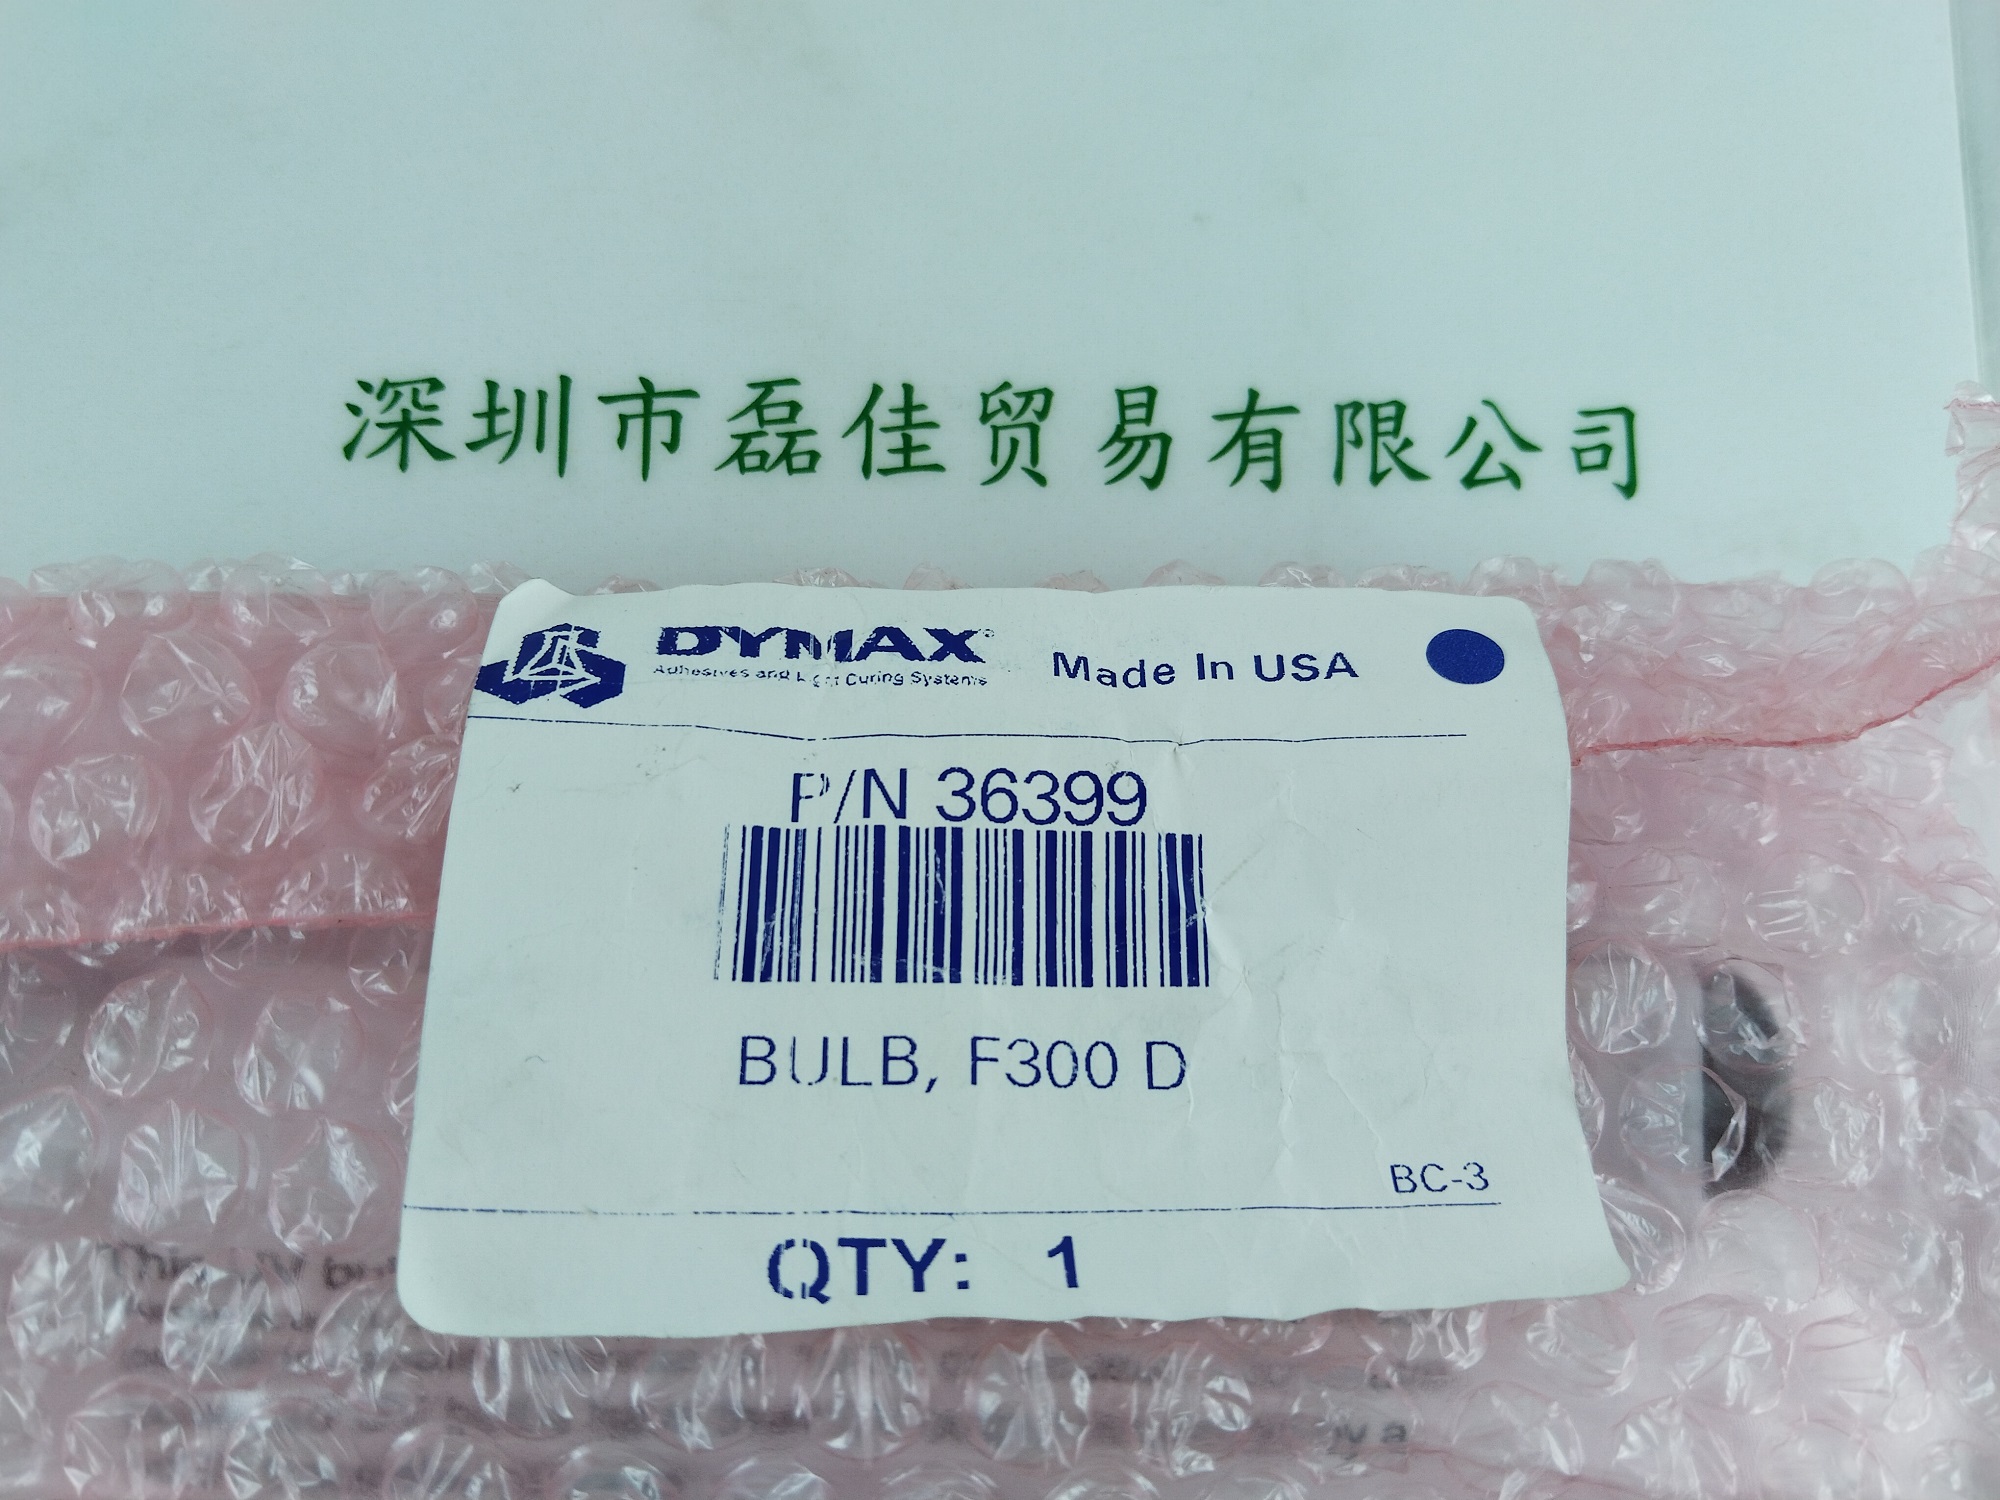 深圳市磊佳贸易有限公司
DYMAX
Adhesives and Light Curing Systems
Made In USA
P/N 36399
BULB, F300 D
BC-3
QTY: 1
by a